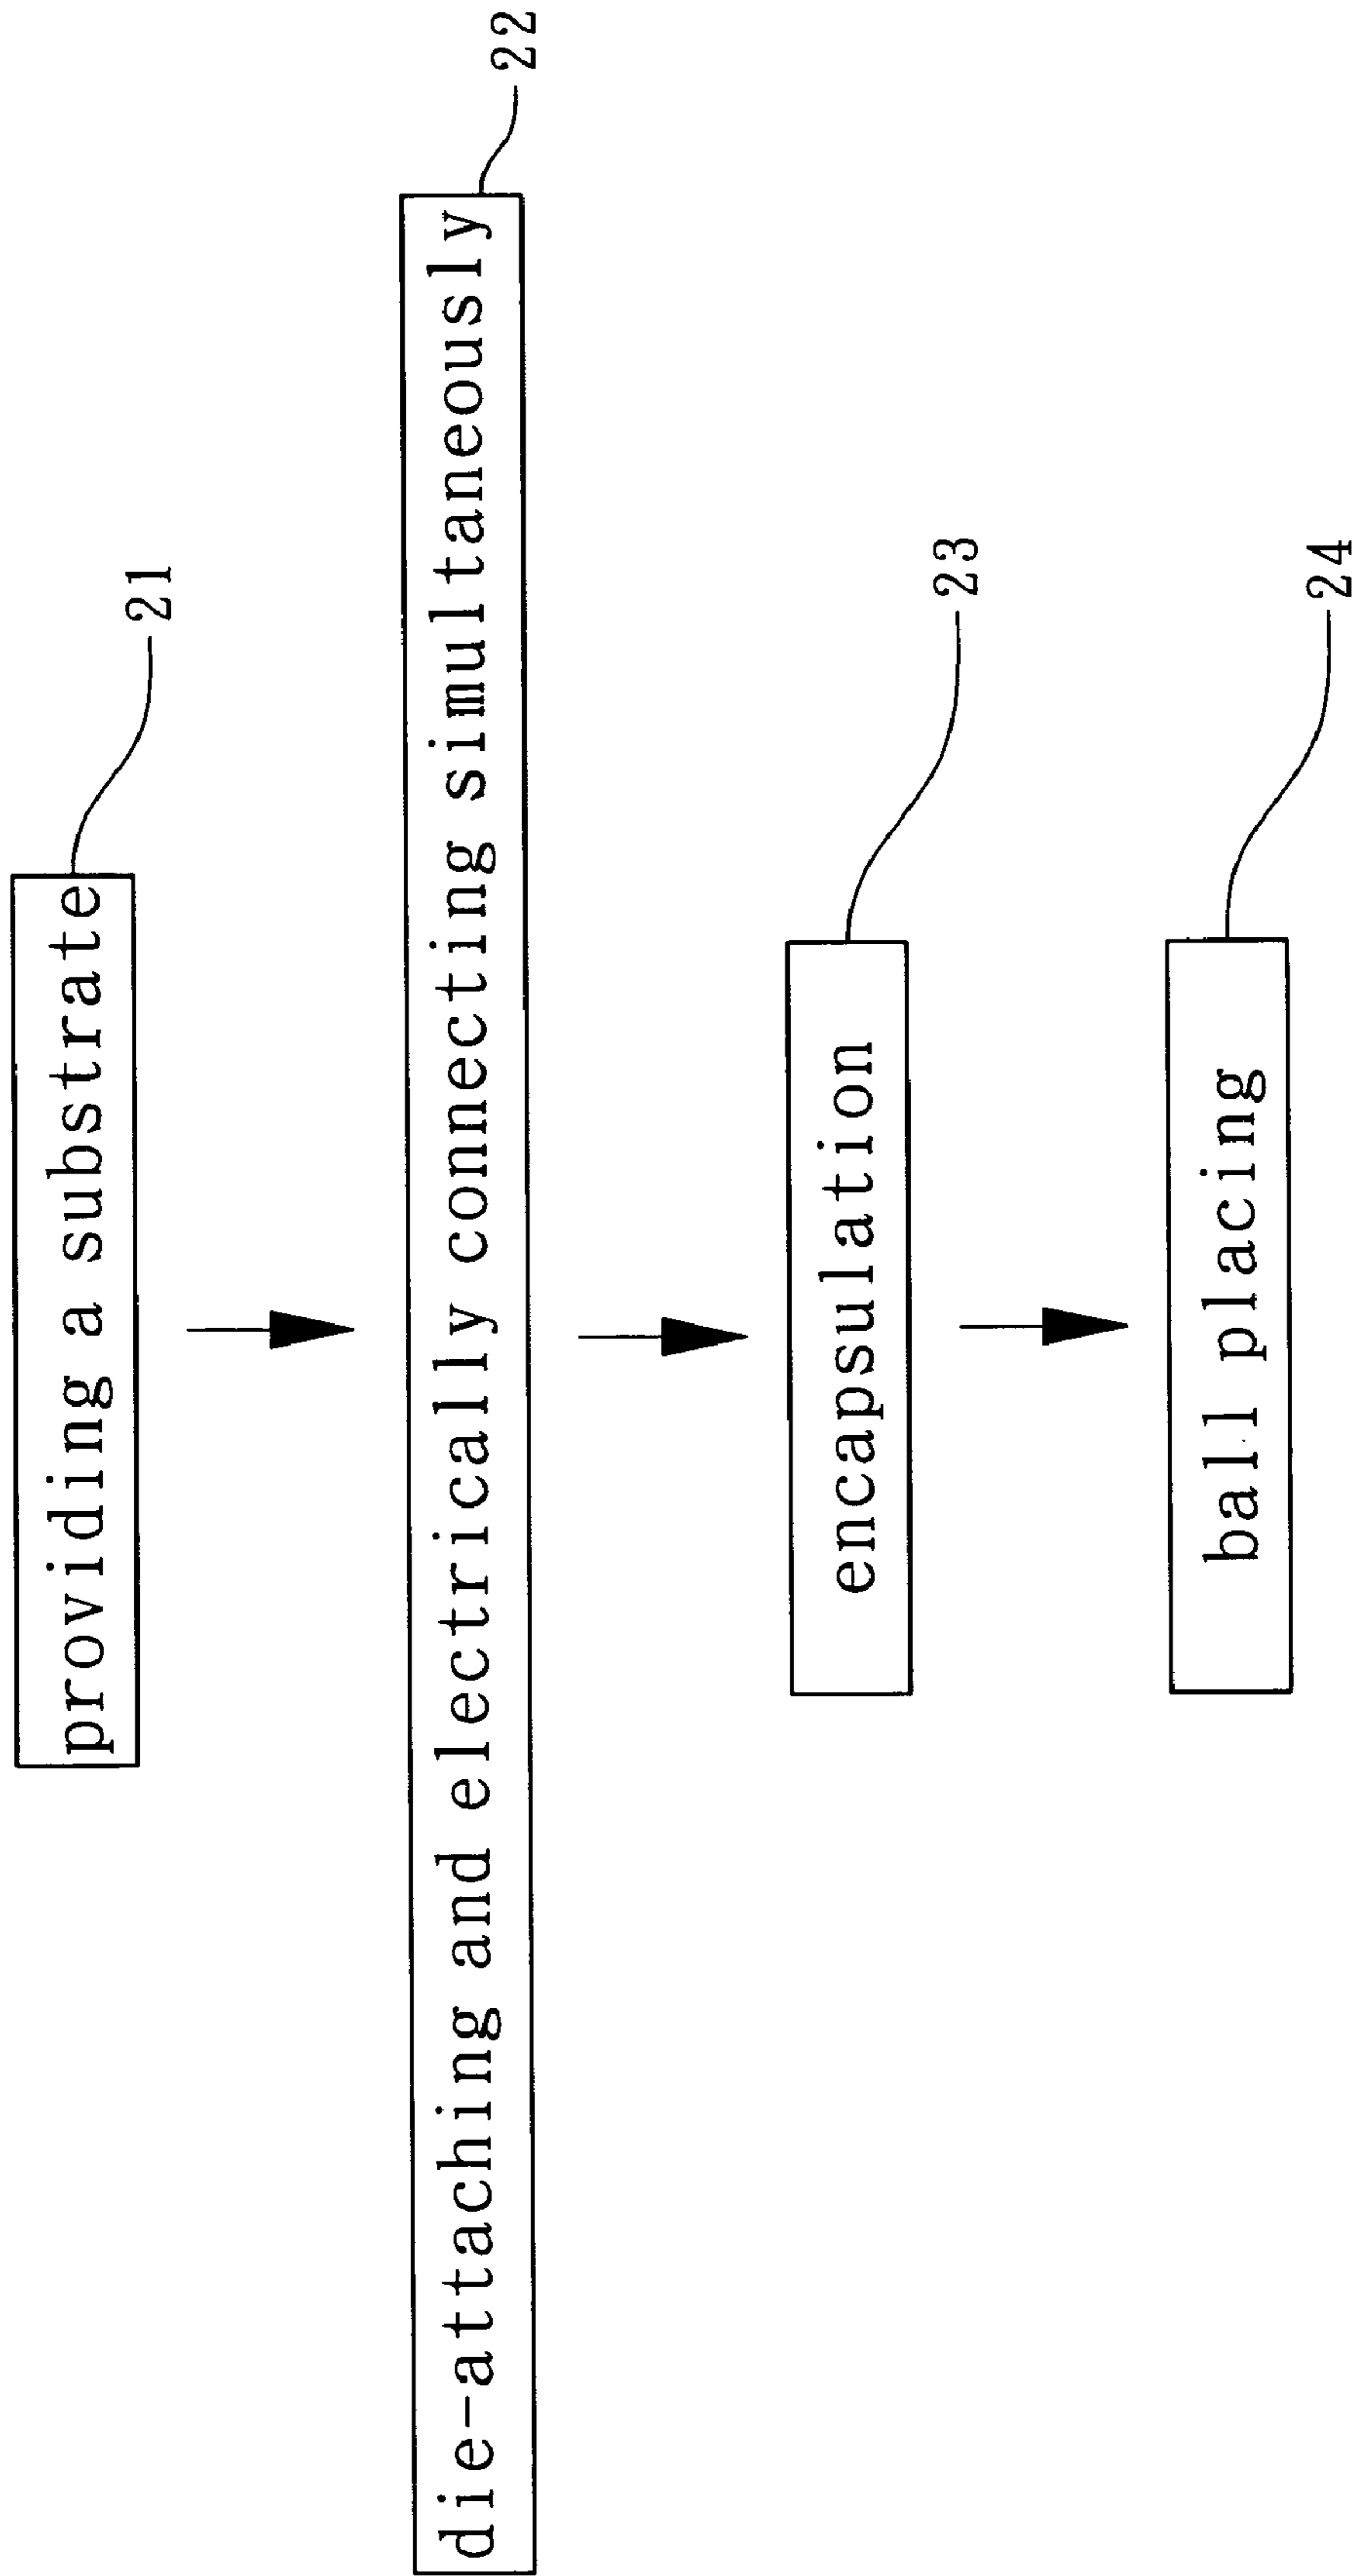 providing a substrate
21
die-attaching and electrically connecting simultaneously
22
encapsulation
23
ball placing
24